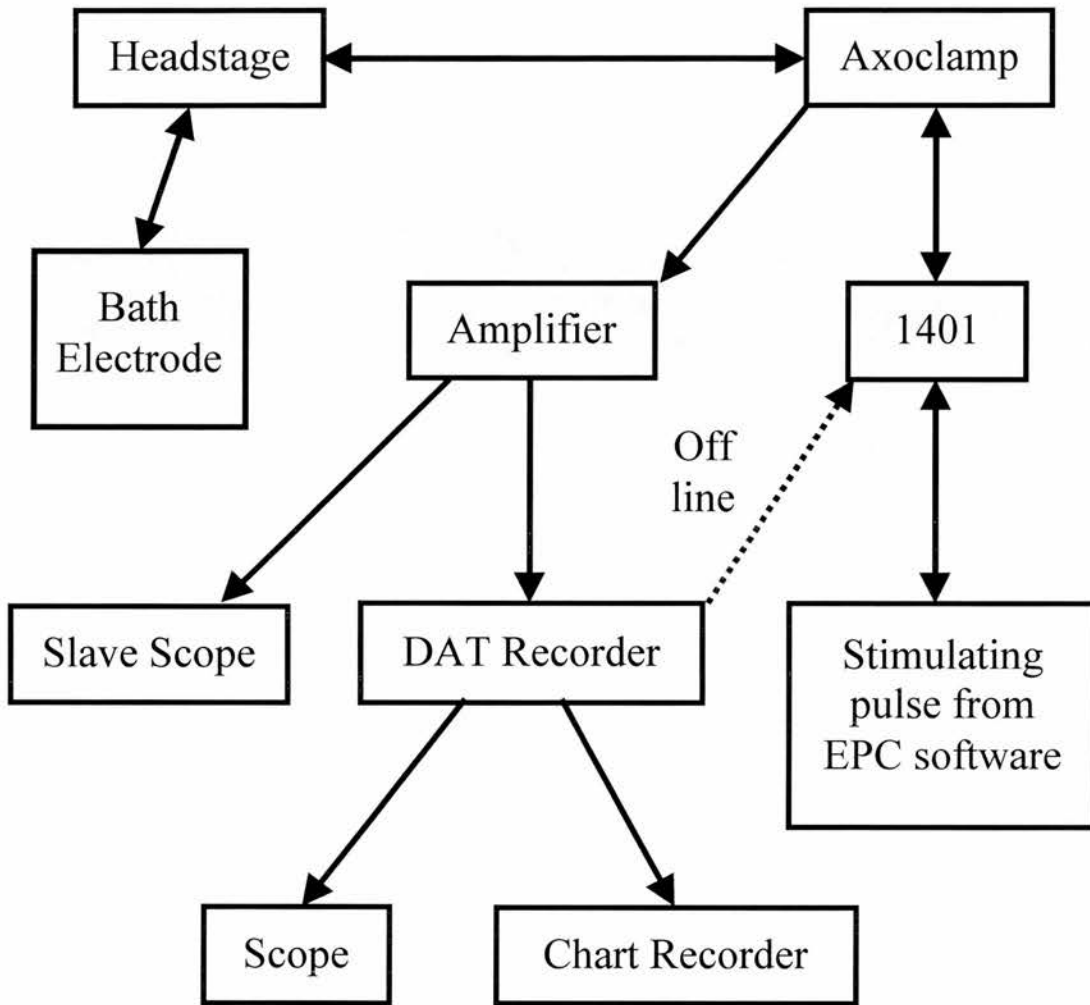 Headstage
Axoclamp
Bath
Electrode
Amplifier
1401
Off
line
Slave Scope
DAT Recorder
Stimulating
pulse from
EPC software
Scope
Chart Recorder